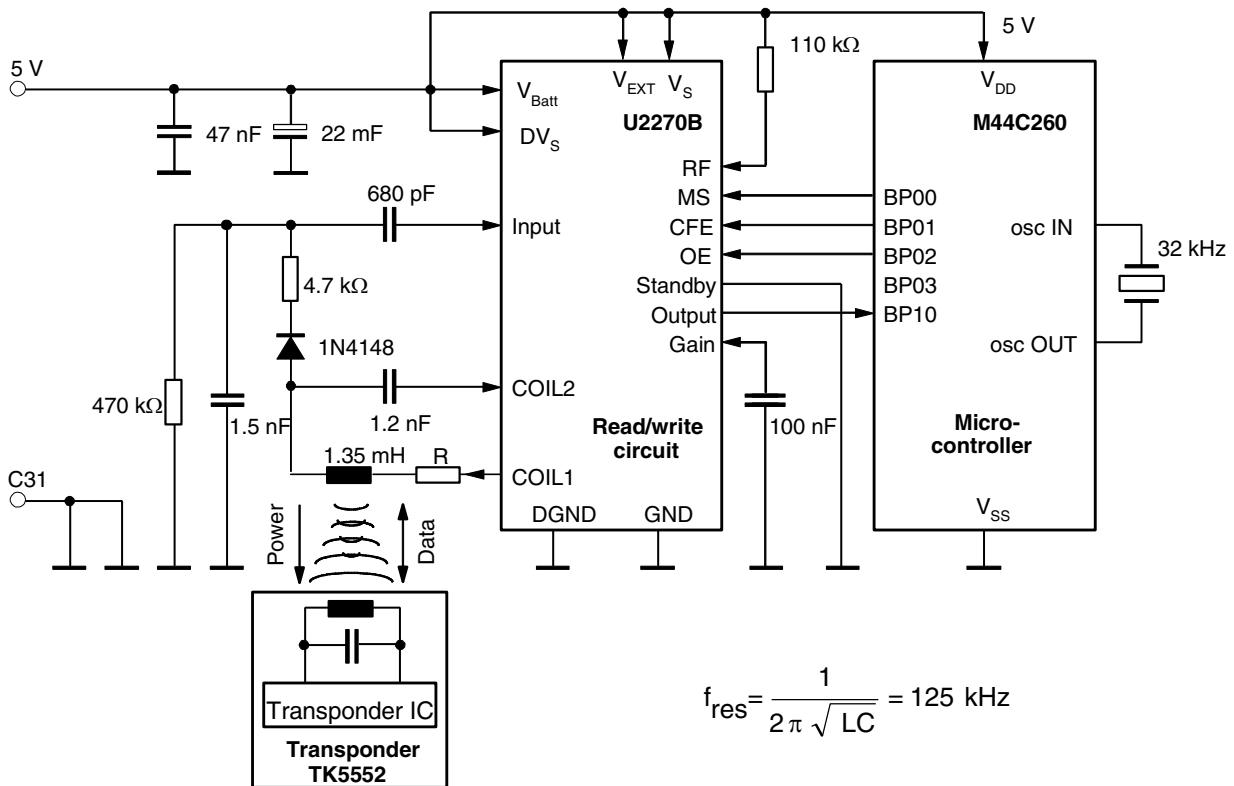 5 V
47 nF
22 mF
680 pF
4.7 kΩ
1N4148
470 kΩ
1.5 nF
1.2 nF
1.35 mH
R
C31
Power
Data
Transponder IC
Transponder
TK5552
V_Batt
DV_S
Input
COIL2
COIL1
V_EXT
V_S
U2270B
RF
MS
CFE
OE
Standby
Output
Gain
Read/write
circuit
DGND
GND
110 kΩ
100 nF
5 V
V_DD
M44C260
BP00
BP01
BP02
BP03
BP10
osc IN
osc OUT
32 kHz
Micro-
controller
V_SS
f_res = 1 / (2 π √LC) = 125 kHz